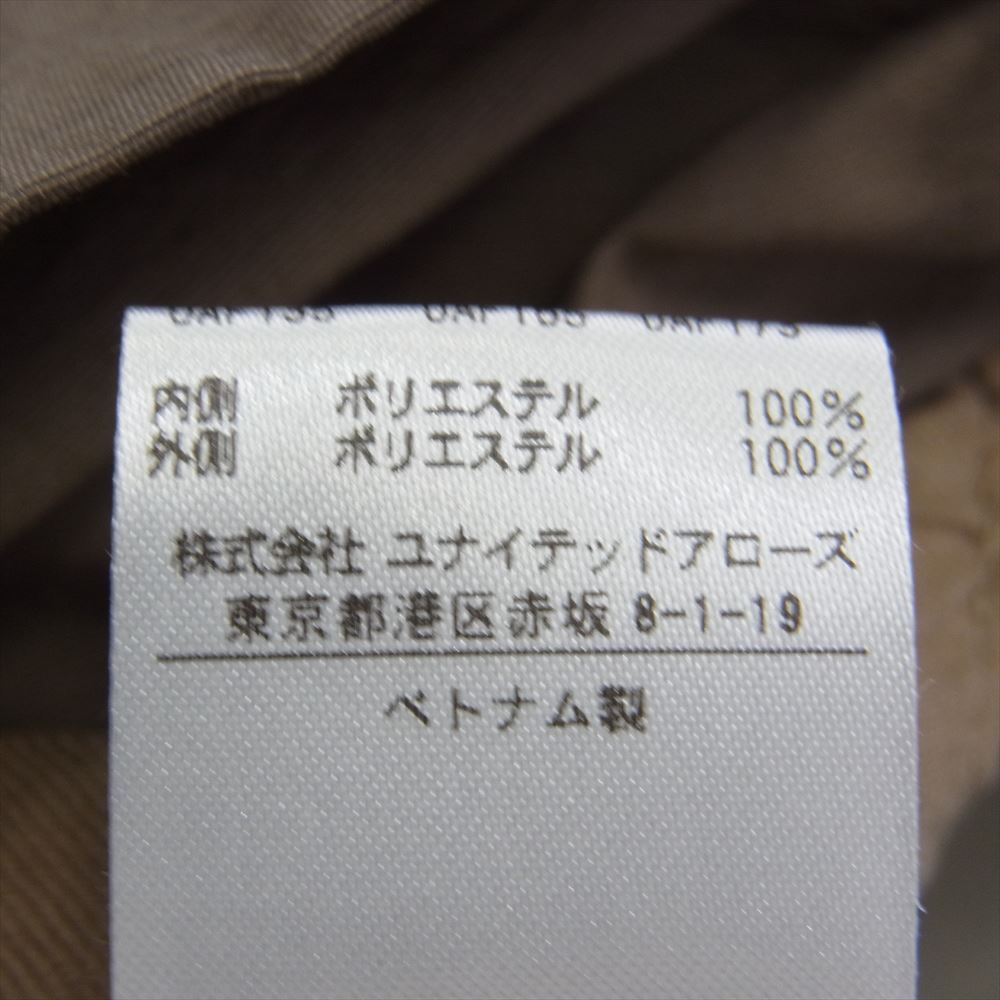 内側 ポリエステル 100%
外側 ポリエステル 100%
株式会社 ユナイテッドアローズ
東京都港区赤坂 8-1-19
ベトナム製